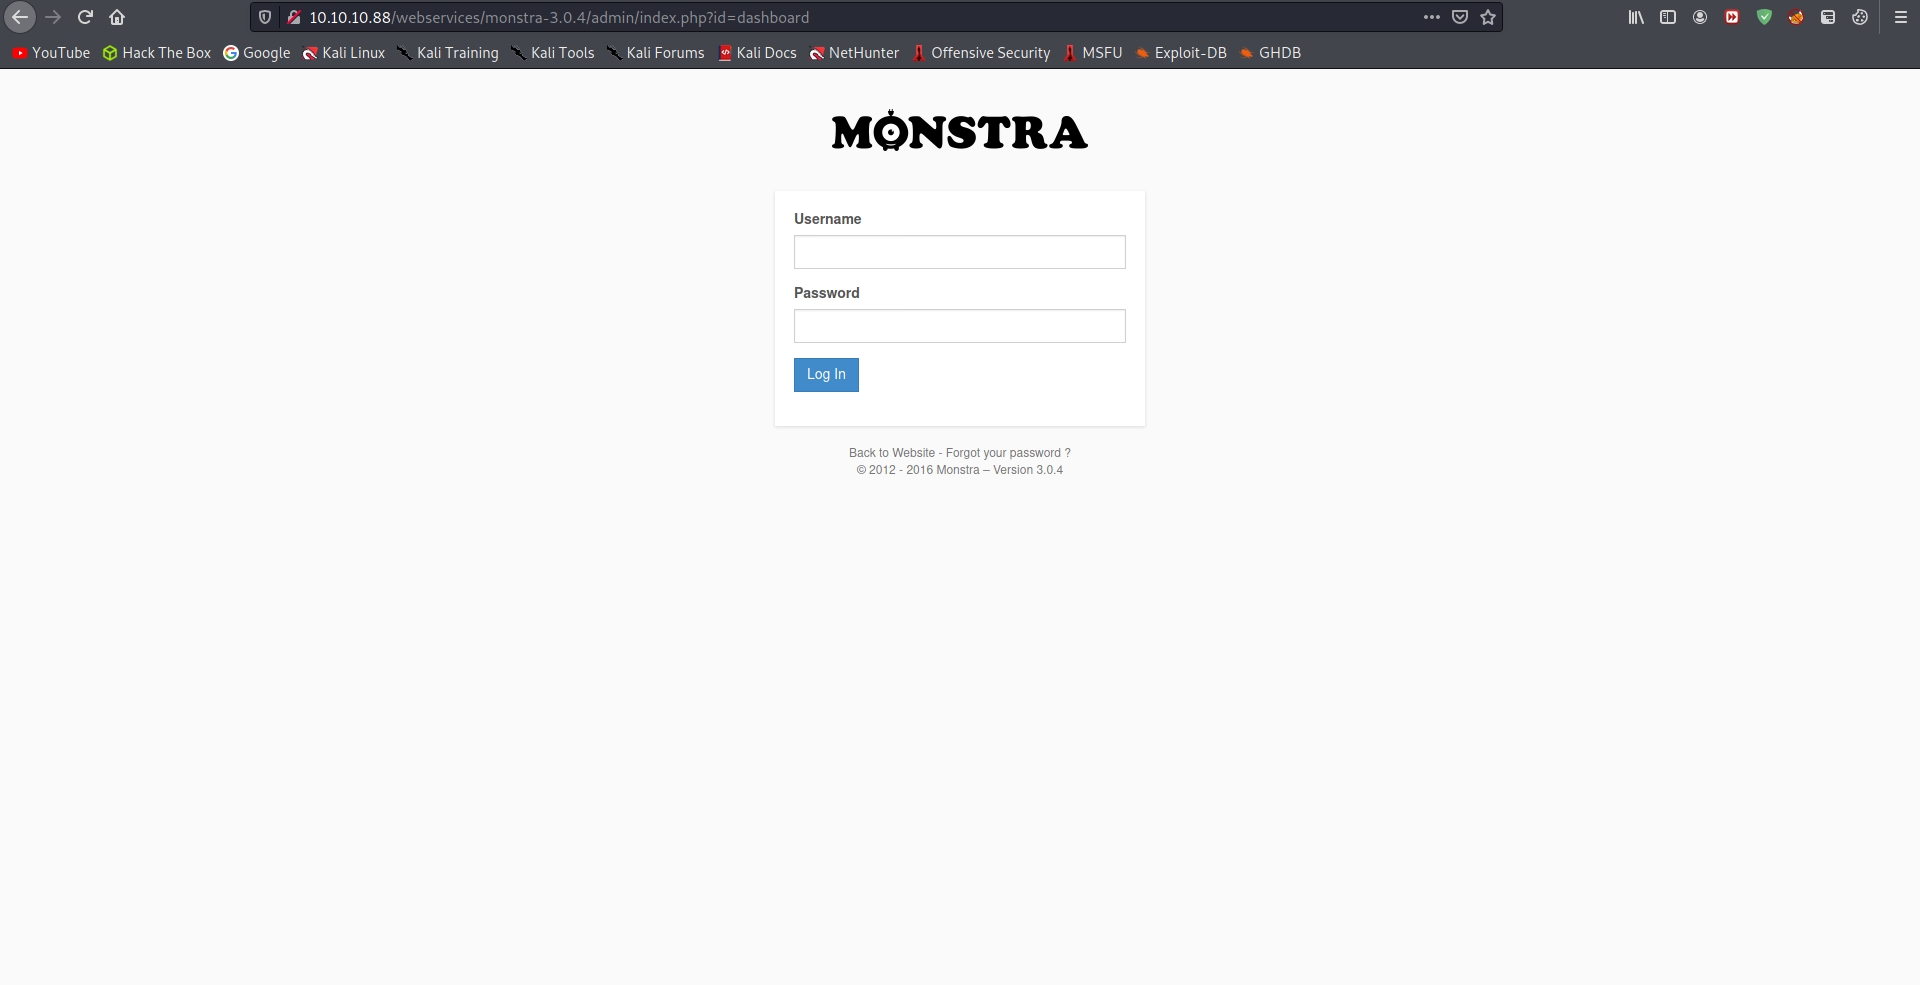 10.10.10.88/webservices/monstra-3.0.4/admin/index.php?id=dashboard
YouTube Hack The Box Google Kali Linux Kali Training Kali Tools Kali Forums Kali Docs NetHunter Offensive Security MSFU Exploit-DB GHDB
MONSTRA
Username
Password
Log In
Back to Website - Forgot your password ?
© 2012 - 2016 Monstra – Version 3.0.4